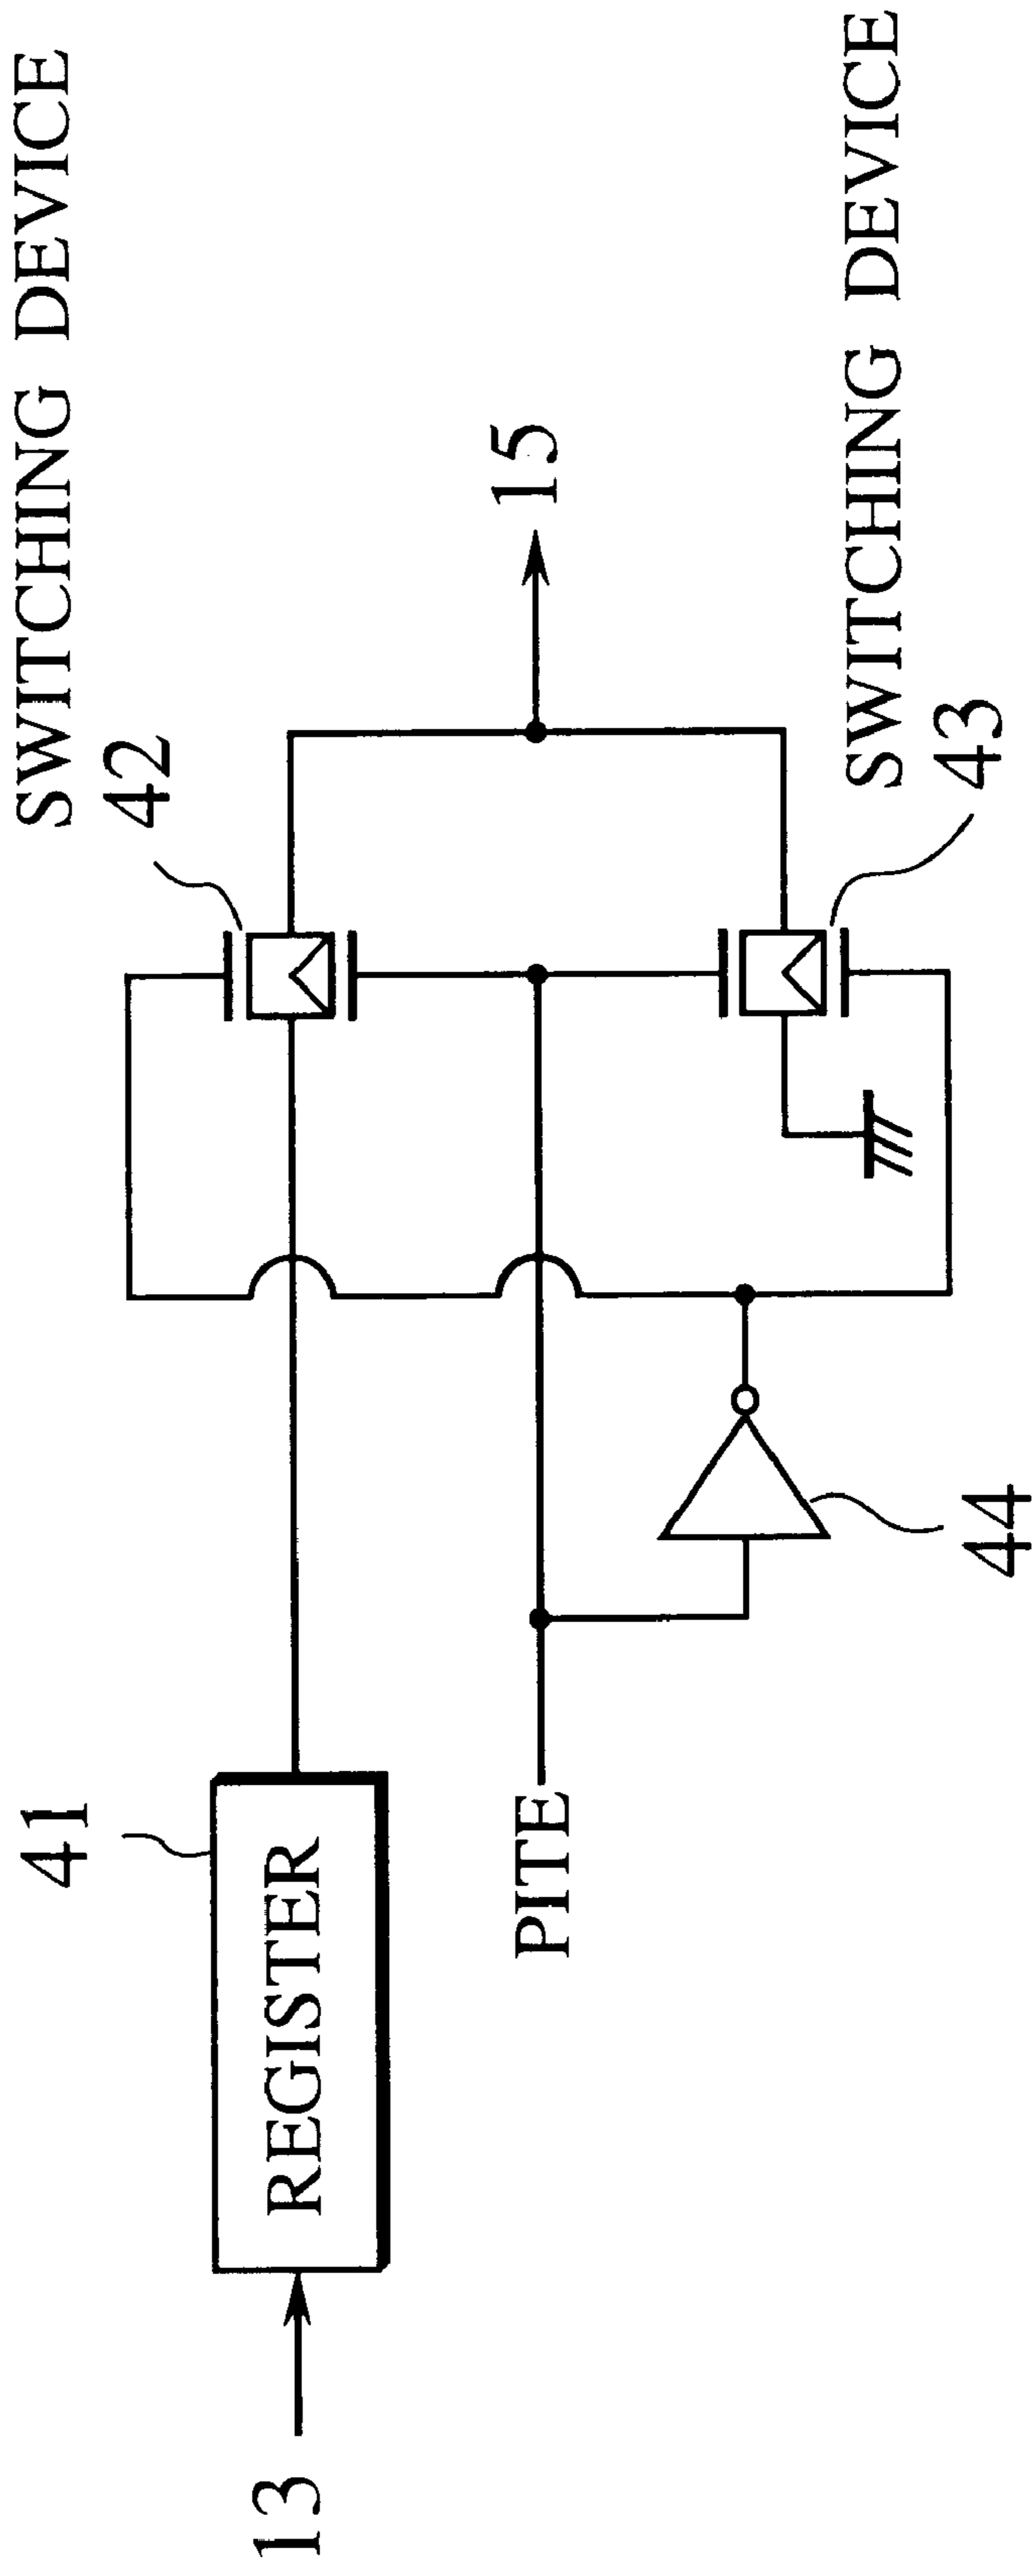 SWITCHING DEVICE
42
41
REGISTER
13
15
PITE
SWITCHING DEVICE
43
44